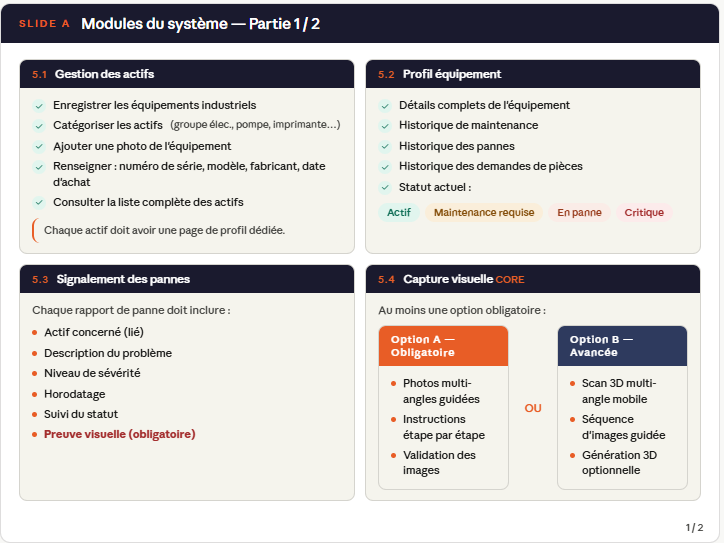 SLIDE A Modules du système — Partie 1 / 2
5.1 Gestion des actifs
Enregistrer les équipements industriels
Catégoriser les actifs (groupe élec., pompe, imprimante…)
Ajouter une photo de l'équipement
Renseigner : numéro de série, modèle, fabricant, date
d'achat
Consulter la liste complète des actifs
Chaque actif doit avoir une page de profil dédiée.
5.2 Profil équipement
Détails complets de l'équipement
Historique de maintenance
Historique des pannes
Historique des demandes de pièces
Statut actuel :
Actif Maintenance requise En panne Critique
5.3 Signalement des pannes
Chaque rapport de panne doit inclure :
Actif concerné (lié)
Description du problème
Niveau de sévérité
Horodatage
Suivi du statut
Preuve visuelle (obligatoire)
5.4 Capture visuelle CORE
Au moins une option obligatoire :
Option A —
Obligatoire
Photos multi-
angles guidées
Instructions
étape par étape
Validation des
images
OU
Option B —
Avancée
Scan 3D multi-
angle mobile
Séquence
d'images guidée
Génération 3D
optionnelle
1 / 2